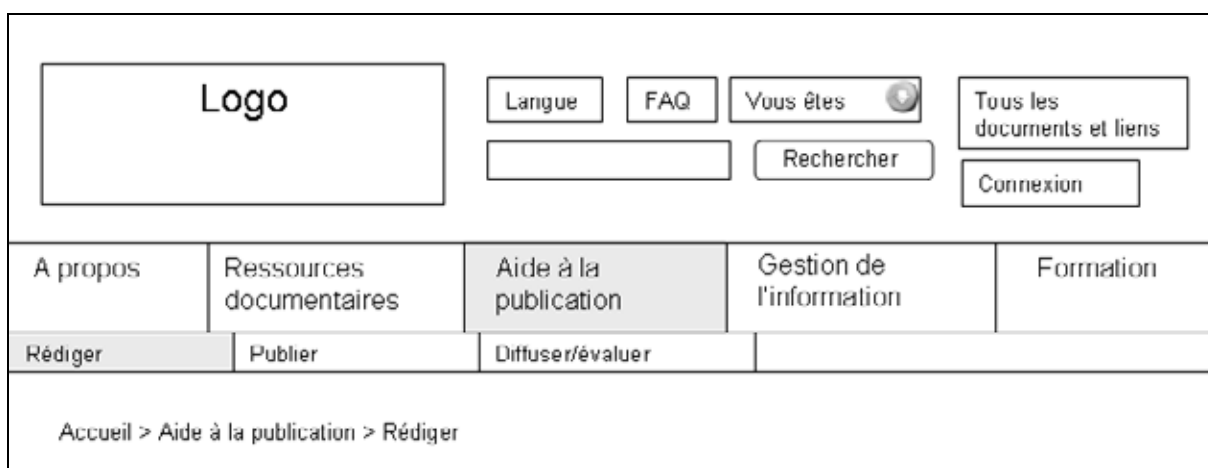 Logo
Langue
FAQ
Vous êtes
Tous les
documents et liens
Rechercher
Connexion
A propos
Ressources
documentaires
Aide à la
publication
Gestion de
l'information
Formation
Rédiger
Publier
Diffuser/évaluer
Accueil > Aide à la publication > Rédiger